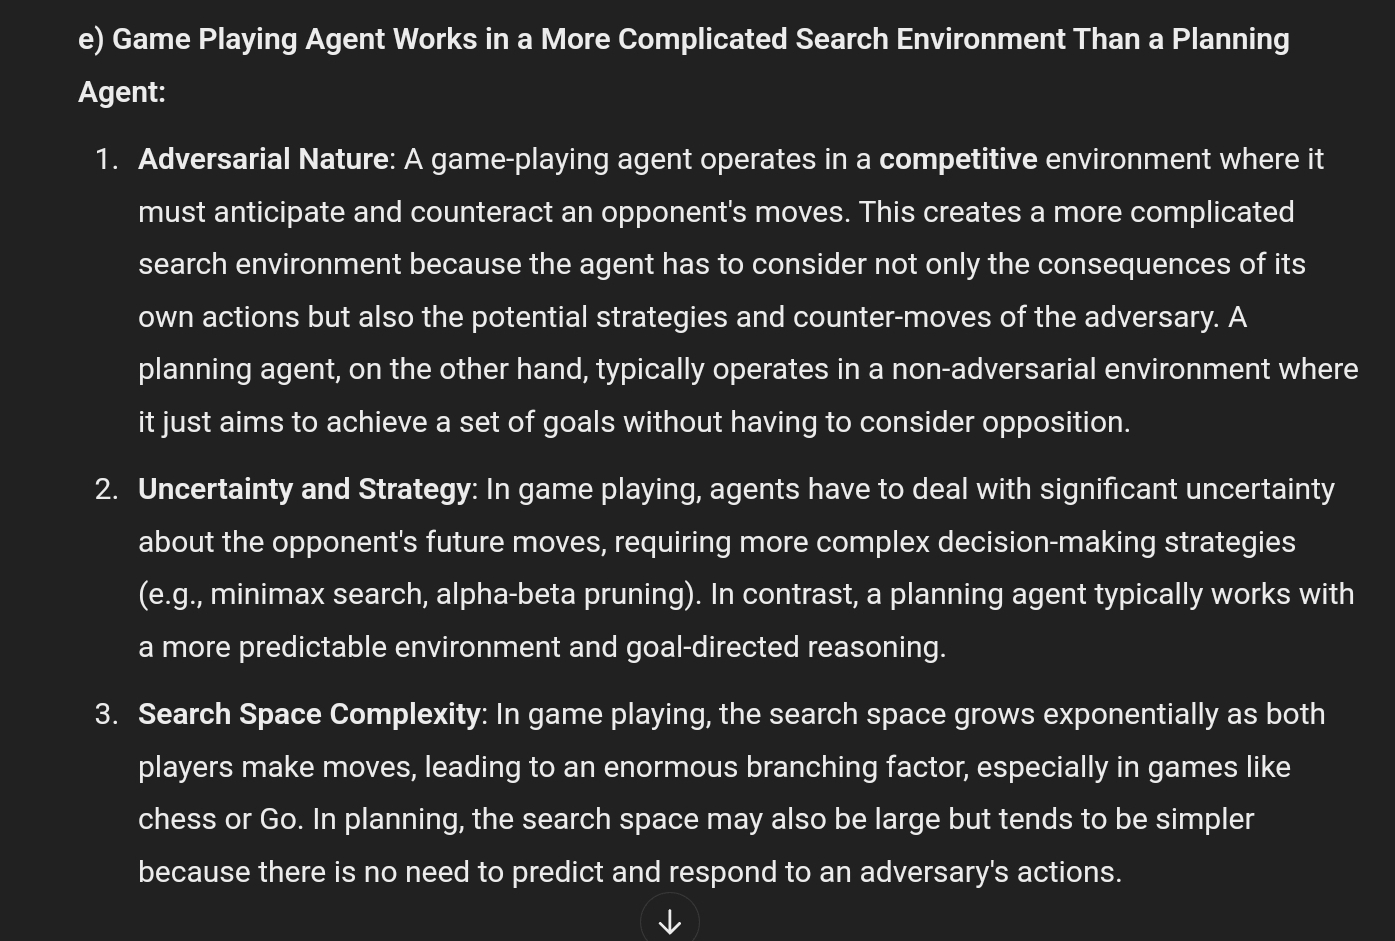 e) Game Playing Agent Works in a More Complicated Search Environment Than a Planning
Agent:
1. Adversarial Nature: A game-playing agent operates in a competitive environment where it
must anticipate and counteract an opponent's moves. This creates a more complicated
search environment because the agent has to consider not only the consequences of its
own actions but also the potential strategies and counter-moves of the adversary. A
planning agent, on the other hand, typically operates in a non-adversarial environment where
it just aims to achieve a set of goals without having to consider opposition.
2. Uncertainty and Strategy: In game playing, agents have to deal with significant uncertainty
about the opponent's future moves, requiring more complex decision-making strategies
(e.g., minimax search, alpha-beta pruning). In contrast, a planning agent typically works with
a more predictable environment and goal-directed reasoning.
3. Search Space Complexity: In game playing, the search space grows exponentially as both
players make moves, leading to an enormous branching factor, especially in games like
chess or Go. In planning, the search space may also be large but tends to be simpler
because there is no need to predict and respond to an adversary's actions.